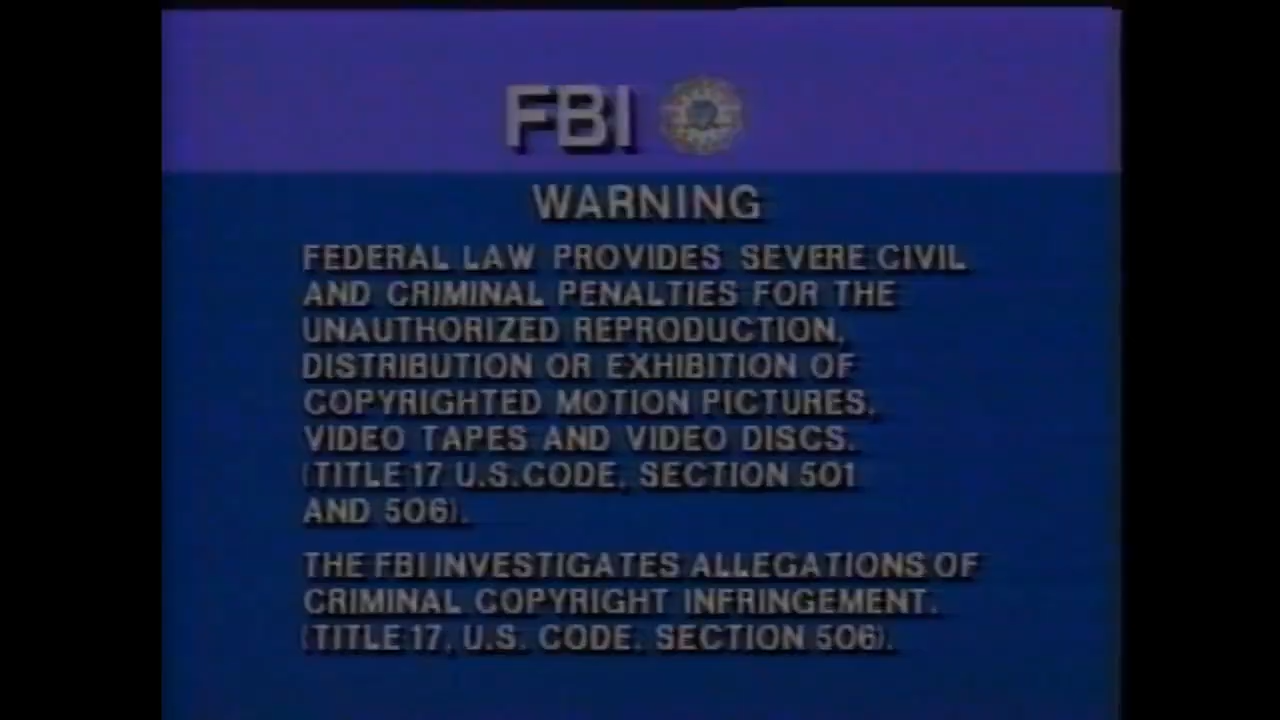 FBI
WARNING
FEDERAL LAW PROVIDES SEVERE CIVIL
AND CRIMINAL PENALTIES FOR THE
UNAUTHORIZED REPRODUCTION,
DISTRIBUTION OR EXHIBITION OF
COPYRIGHTED MOTION PICTURES,
VIDEO TAPES AND VIDEO DISCS.
(TITLE 17 U.S.CODE, SECTION 501
AND 506).
THE FBI INVESTIGATES ALLEGATIONS OF
CRIMINAL COPYRIGHT INFRINGEMENT.
(TITLE 17, U.S. CODE, SECTION 506).